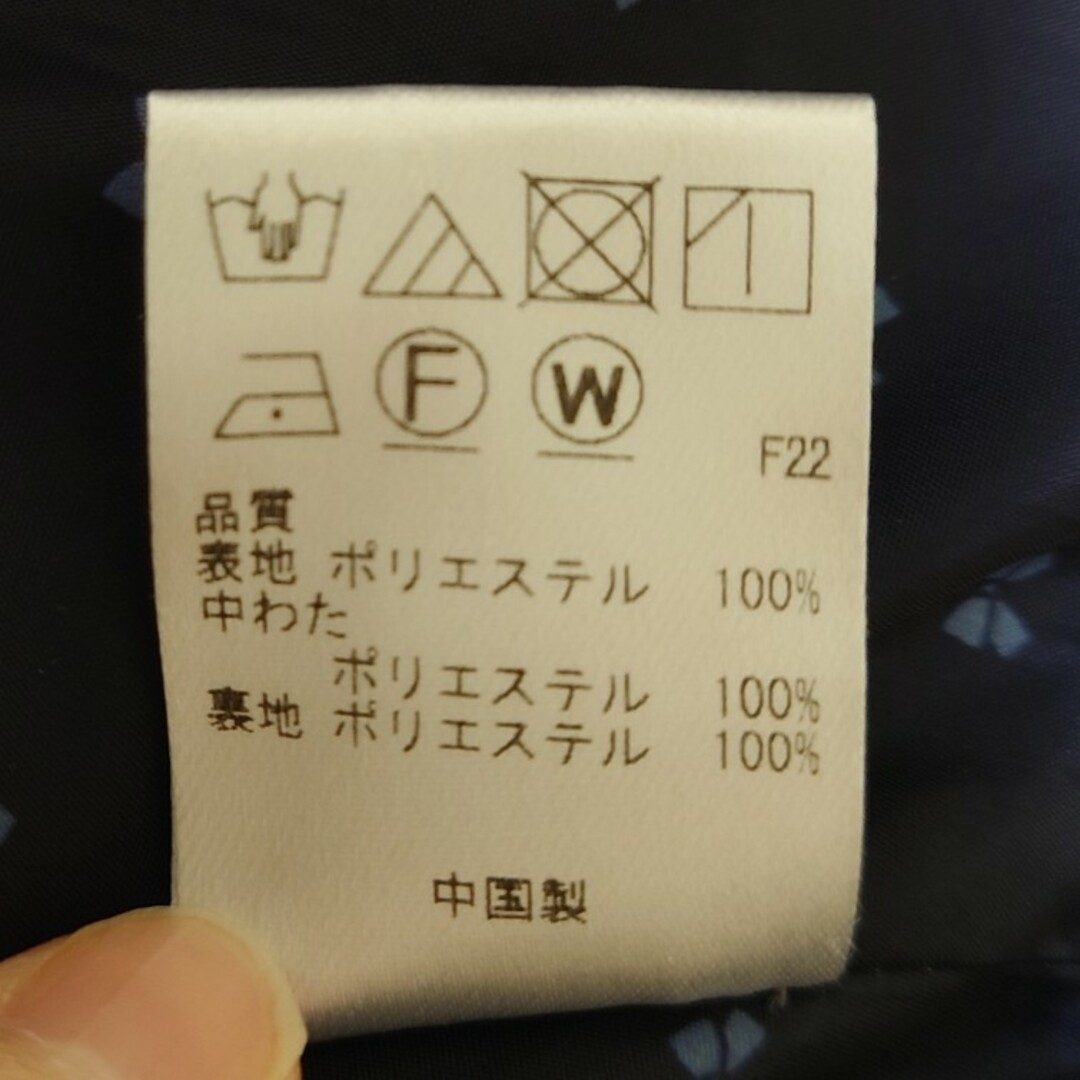 F W
F22
品質
表地 ポリエステル 100%
中わた
ポリエステル 100%
裏地 ポリエステル 100%
中国製